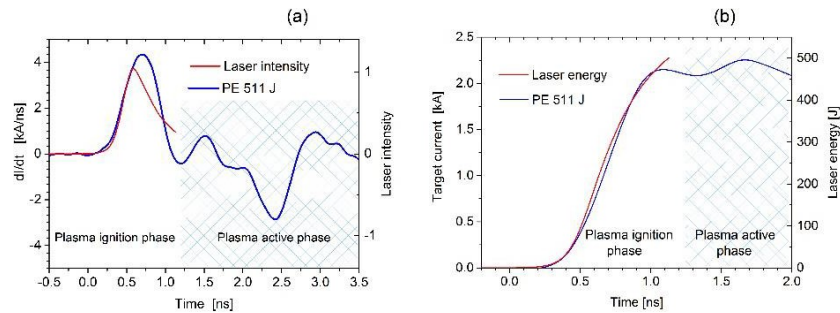 (a)
Laser intensity
PE 511 J
dI/dt [kA/ns]
4
2
0
-2
-4
1
0
-1
Laser intensity
Plasma ignition phase
Plasma active phase
-0.5 0.0 0.5 1.0 1.5 2.0 2.5 3.0 3.5
Time [ns]
(b)
Laser energy
PE 511 J
Target current [kA]
2.5
2.0
1.5
1.0
0.5
0.0
500
400
300
200
100
0
Laser energy [J]
Plasma ignition
phase
Plasma active
phase
0.0 0.5 1.0 1.5 2.0
Time [ns]